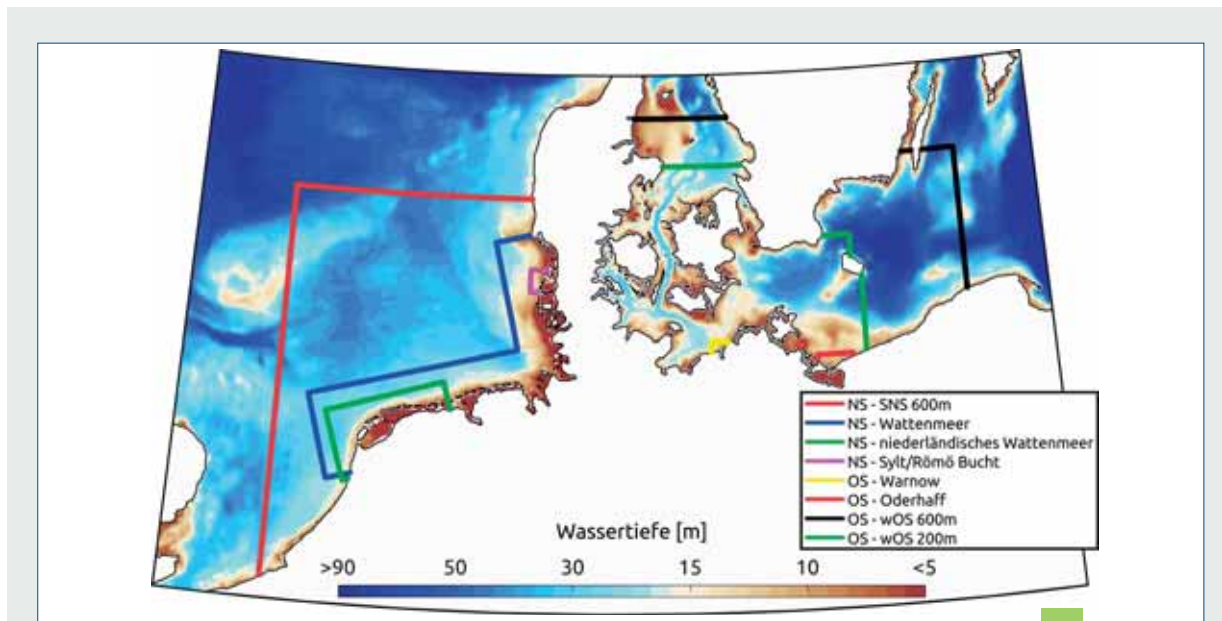 NS - SNS 600m
NS - Wattenmeer
NS - niederländisches Wattenmeer
NS - Sylt/Römö Bucht
OS - Warnow
OS - Oderhaff
OS - wOS 600m
OS - wOS 200m
Wassertiefe [m]
>90 50 30 15 10 <5